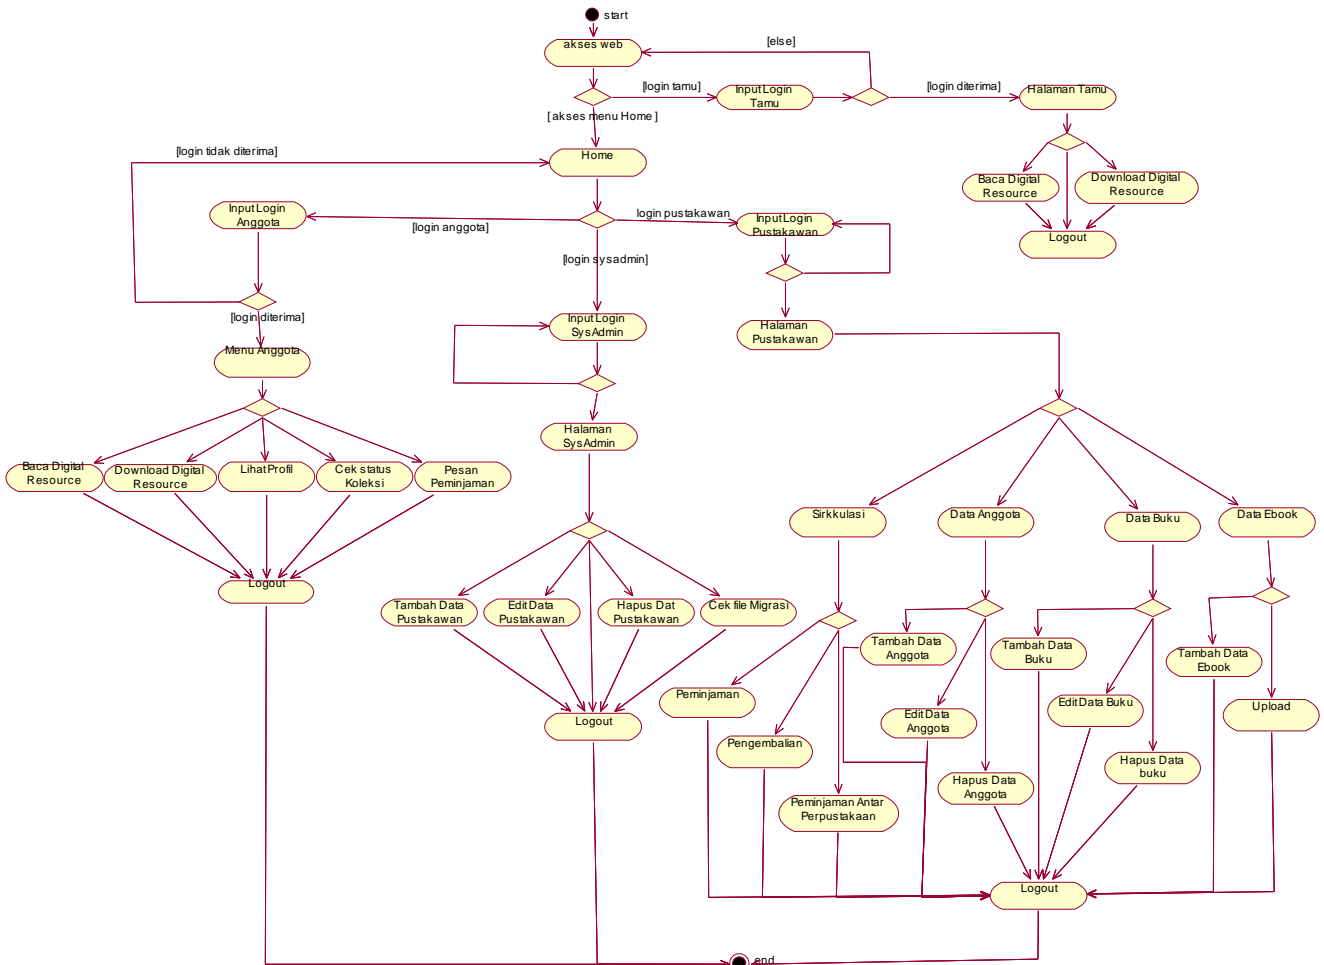 start
akses web
[else]
[login tamu]
Input Login
Tamu
[login diterima]
Halaman Tamu
[ akses menu Home ]
[login tidak diterima]
Home
Baca Digital
Resource
Download Digital
Resource
Input Login
Anggota
[login anggota]
login pustakawan
Input Login
Pustakawan
Logout
[login sysadmin]
[login diterima]
Input Login
SysAdmin
Halaman
Pustakawan
Menu Anggota
Halaman
SysAdmin
Baca Digital
Resource
Download Digital
Resource
Lihat Profil
Cek status
Koleksi
Pesan
Peminjaman
Sirkkulasi
Data Anggota
Data Buku
Data Ebook
Logout
Tambah Data
Pustakawan
Edit Data
Pustakawan
Hapus Dat
Pustakawan
Cek file Migrasi
Tambah Data
Anggota
Tambah Data
Buku
Tambah Data
Ebook
Peminjaman
Edit Data
Anggota
Edit Data Buku
Upload
Logout
Pengembalian
Hapus Data
Anggota
Hapus Data
buku
Peminjaman Antar
Perpustakaan
Logout
end